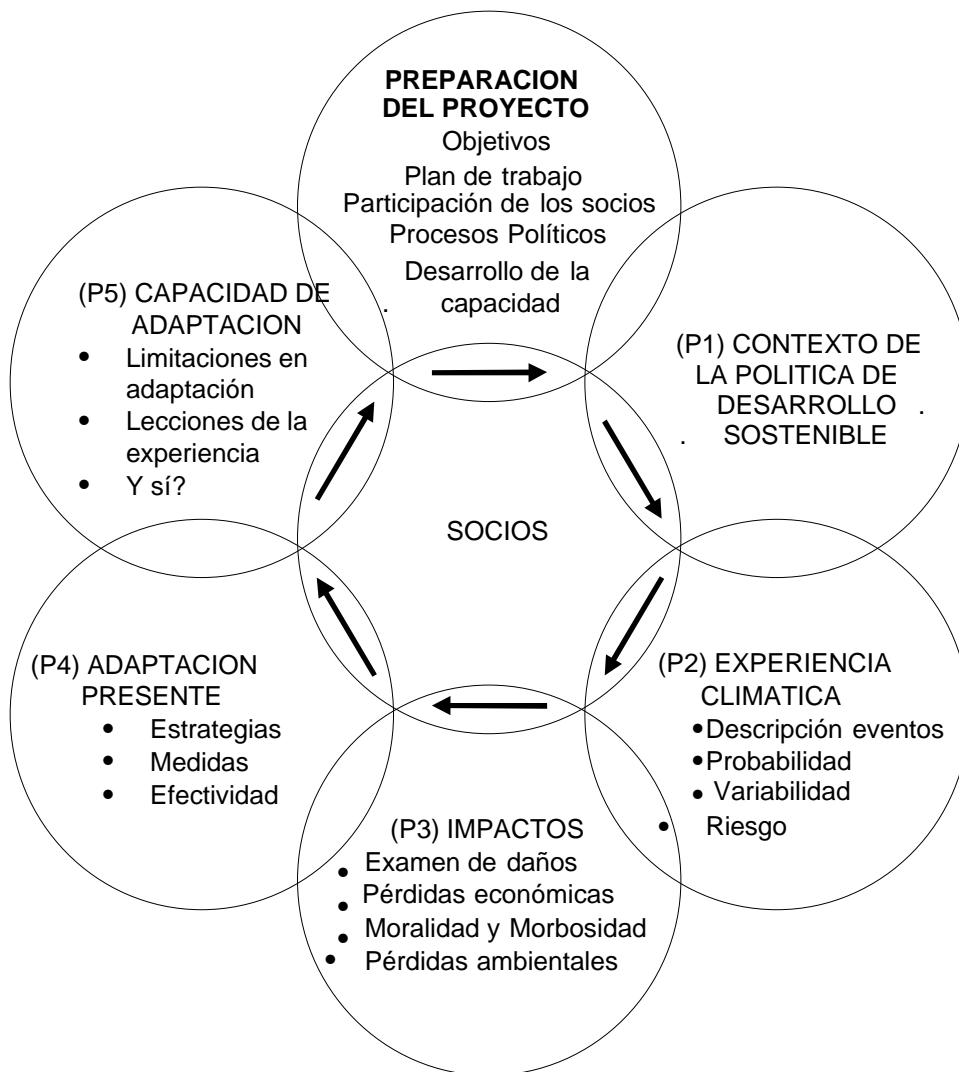 PREPARACION
DEL PROYECTO
Objetivos
Plan de trabajo
Participación de los socios
Procesos Políticos
Desarrollo de la
. capacidad
(P1) CONTEXTO DE
LA POLITICA DE
DESARROLLO .
. SOSTENIBLE
(P2) EXPERIENCIA
CLIMATICA
•Descripción eventos
•Probabilidad
• Variabilidad
• Riesgo
(P3) IMPACTOS
• Examen de daños
• Pérdidas económicas
• Moralidad y Morbosidad
• Pérdidas ambientales
(P4) ADAPTACION
PRESENTE
• Estrategias
• Medidas
• Efectividad
(P5) CAPACIDAD DE
ADAPTACION
• Limitaciones en
adaptación
• Lecciones de la
experiencia
• Y sí?
SOCIOS